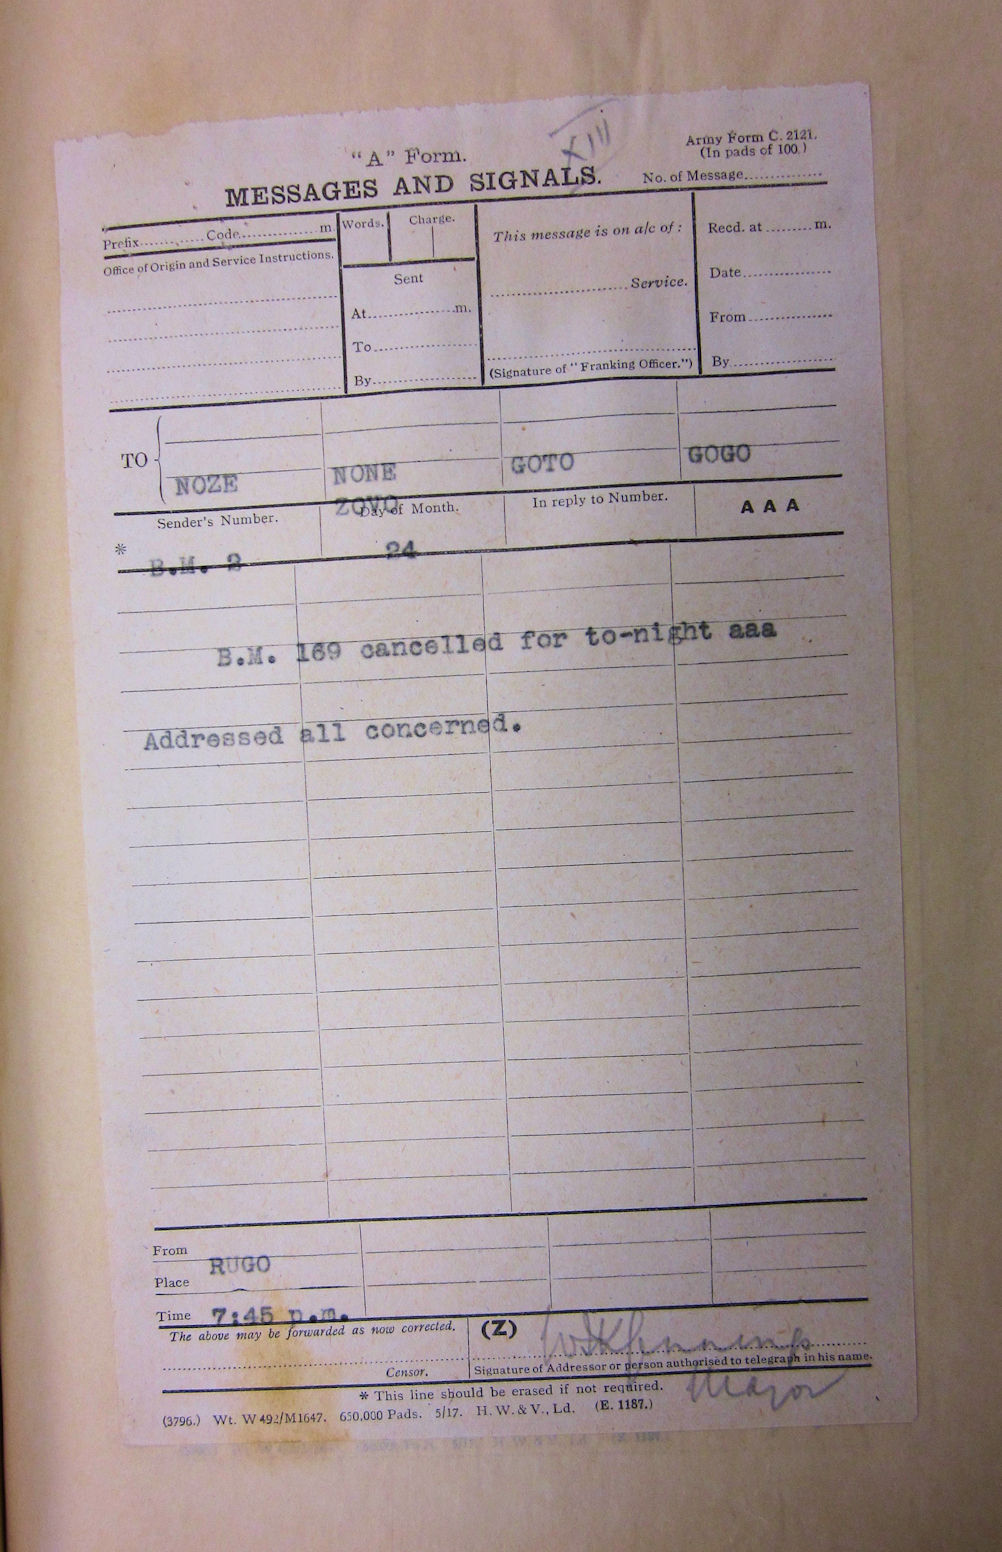 XIII
"A" Form.
Army Form C. 2121.
(In pads of 100.)
MESSAGES AND SIGNALS.
No. of Message..............
Prefix............Code................m.
Words.
Charge.
This message is on a/c of :
Recd. at.........m.
Office of Origin and Service Instructions.
Sent
........................Service.
Date................
At................m.
From................
To................
By................
(Signature of "Franking Officer.")
By................
TO
NOZE
NONE
GOTO
GOGO
ZOVO
Sender's Number.
Day of Month.
In reply to Number.
A A A
*
B.M. 2
24
B.M. 169 cancelled for to-night aaa
Addressed all concerned.
From
RUGO
Place
Time
7:45 p.m.
The above may be forwarded as now corrected.
(Z)
Censor.
Signature of Addressor or person authorised to telegraph in his name.
Major
* This line should be erased if not required.
(3796.) Wt. W 492/M1647. 650,000 Pads. 5/17. H. W. & V., Ld. (E. 1187.)